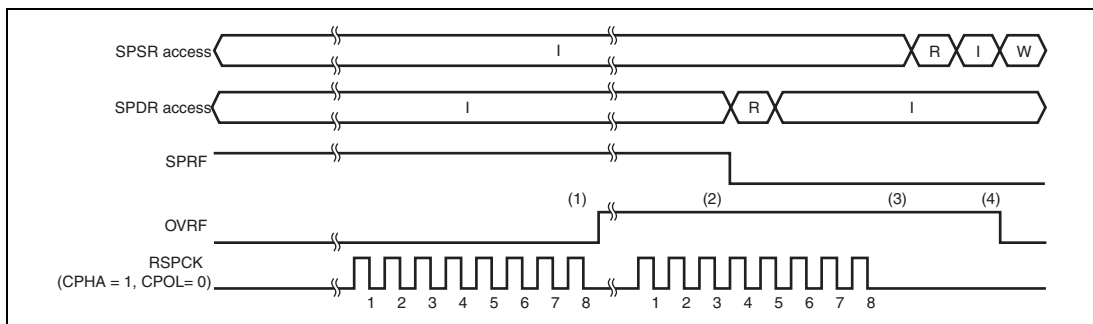 SPSR access I R I W
SPDR access I R I
SPRF
(1) (2) (3) (4)
OVRF
RSPCK
(CPHA = 1, CPOL= 0)
1 2 3 4 5 6 7 8 1 2 3 4 5 6 7 8